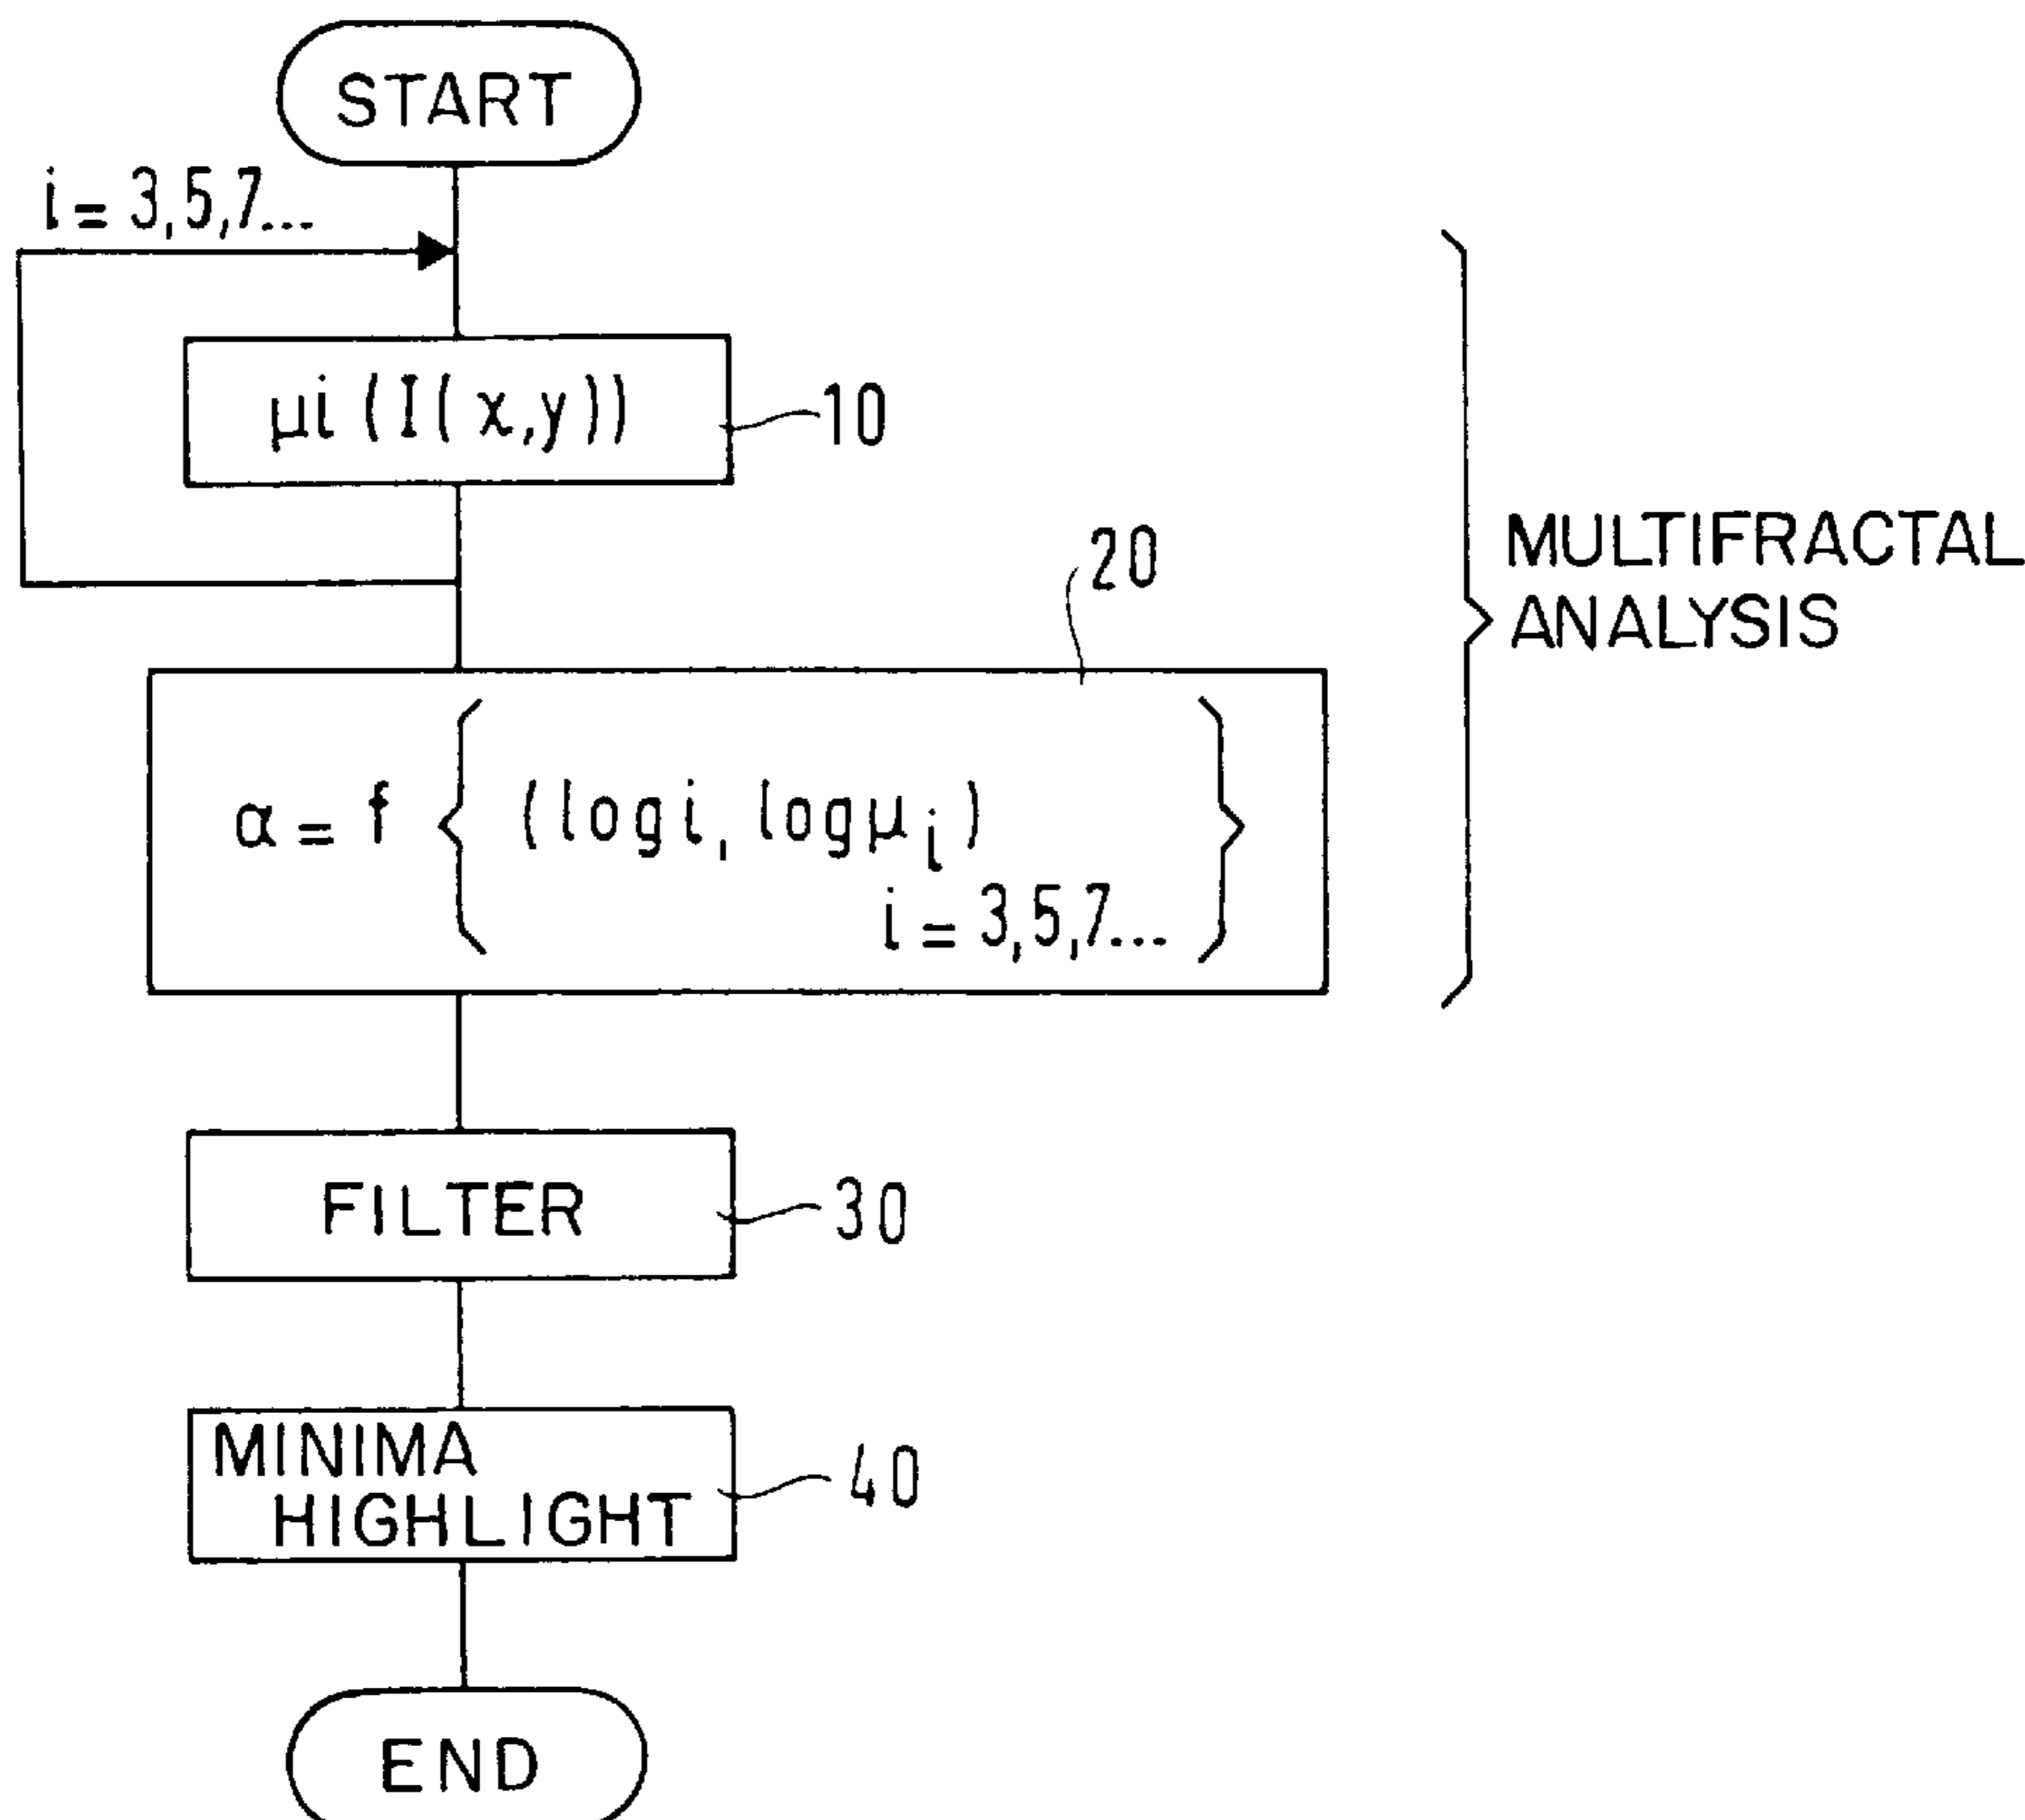 START
i = 3,5,7...
μi (I( x,y))
10
20
MULTIFRACTAL
ANALYSIS
α = f { (log i, log μi) }
i = 3,5,7...
FILTER
30
MINIMA
HIGHLIGHT
40
END